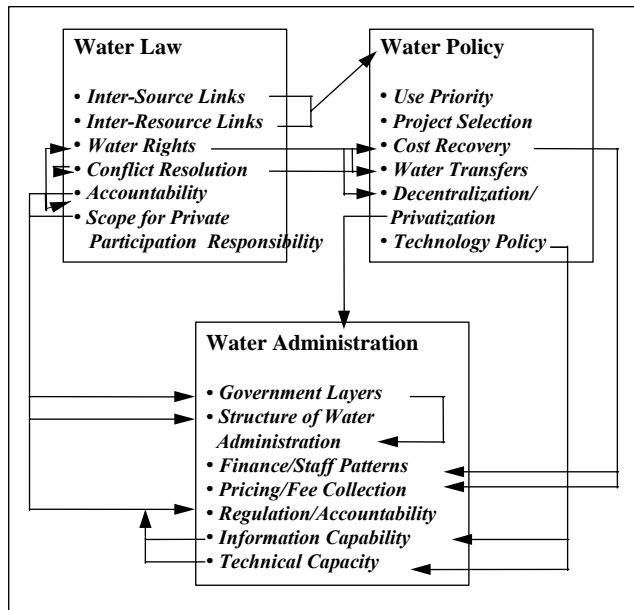 Water Law
• Inter-Source Links
• Inter-Resource Links
• Water Rights
• Conflict Resolution
• Accountability
• Scope for Private
Participation Responsibility
Water Policy
• Use Priority
• Project Selection
• Cost Recovery
• Water Transfers
• Decentralization/
Privatization
• Technology Policy
Water Administration
• Government Layers
• Structure of Water
Administration
• Finance/Staff Patterns
• Pricing/Fee Collection
• Regulation/Accountability
• Information Capability
• Technical Capacity